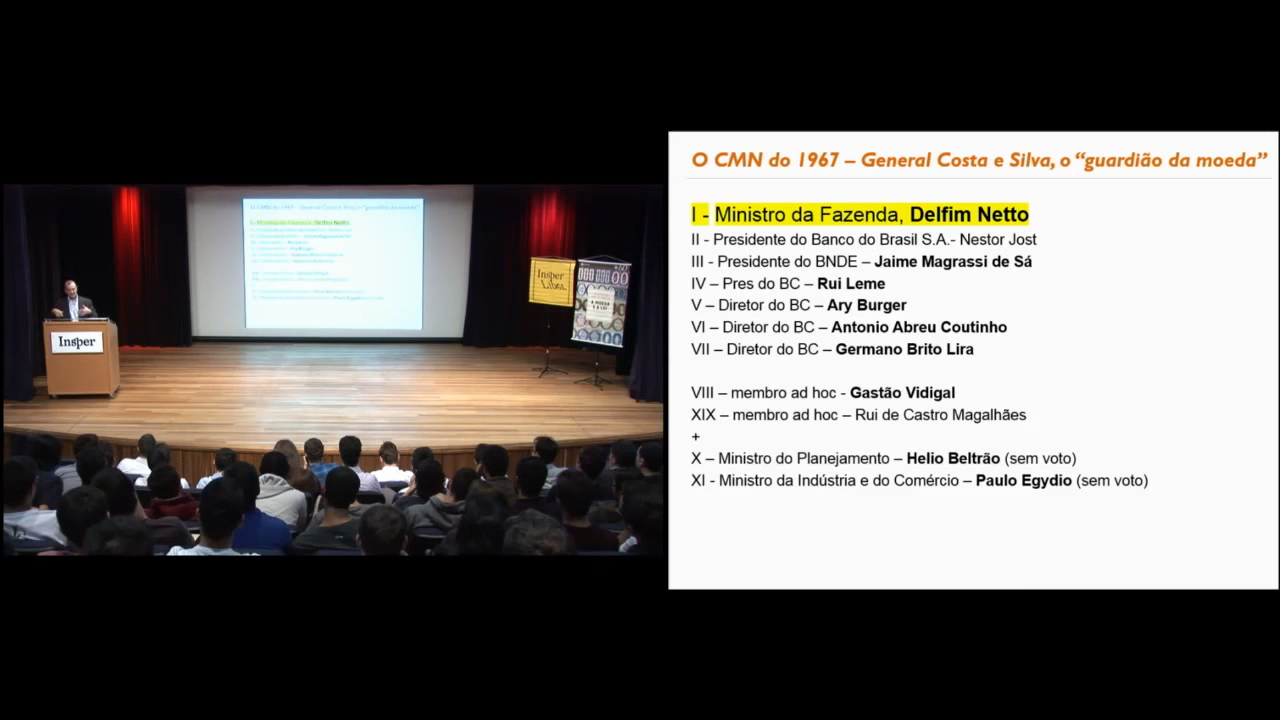 O CMN do 1967 – General Costa e Silva, o “guardião da moeda”
I - Ministro da Fazenda, Delfim Netto
II - Presidente do Banco do Brasil S.A.- Nestor Jost
III - Presidente do BNDE – Jaime Magrassi de Sá
IV – Pres do BC – Rui Leme
V – Diretor do BC – Ary Burger
VI – Diretor do BC – Antonio Abreu Coutinho
VII – Diretor do BC – Germano Brito Lira
VIII – membro ad hoc - Gastão Vidigal
XIX – membro ad hoc – Rui de Castro Magalhães
+
X – Ministro do Planejamento – Helio Beltrão (sem voto)
XI - Ministro da Indústria e do Comércio – Paulo Egydio (sem voto)
Insper
Insper
Libra.
A MOEDA
E A LEI